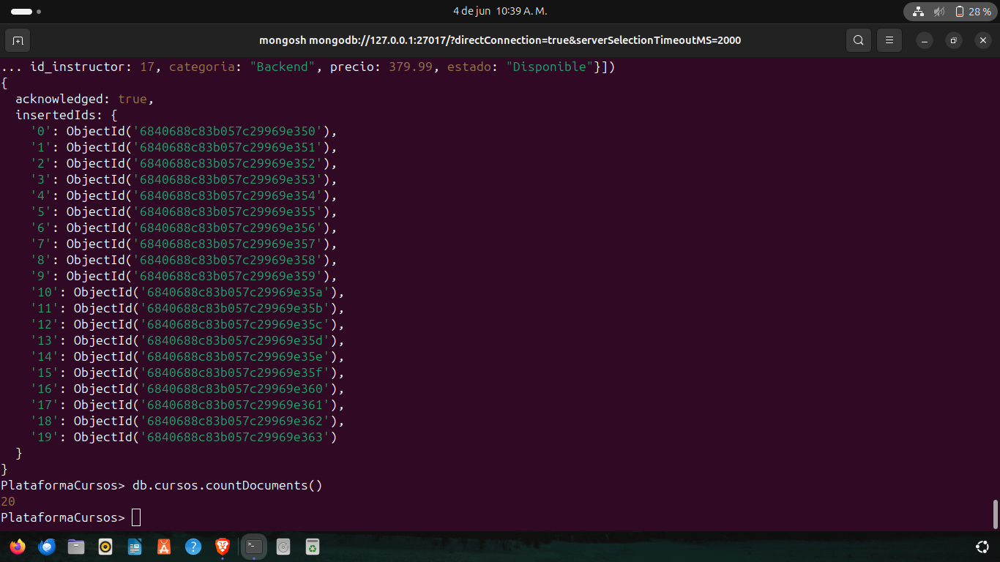 4 de jun  10:39 A. M.
28 %
mongosh mongodb://127.0.0.1:27017/?directConnection=true&serverSelectionTimeoutMS=2000
... id_instructor: 17, categoria: "Backend", precio: 379.99, estado: "Disponible"}])
{
  acknowledged: true,
  insertedIds: {
    '0': ObjectId('6840688c83b057c29969e350'),
    '1': ObjectId('6840688c83b057c29969e351'),
    '2': ObjectId('6840688c83b057c29969e352'),
    '3': ObjectId('6840688c83b057c29969e353'),
    '4': ObjectId('6840688c83b057c29969e354'),
    '5': ObjectId('6840688c83b057c29969e355'),
    '6': ObjectId('6840688c83b057c29969e356'),
    '7': ObjectId('6840688c83b057c29969e357'),
    '8': ObjectId('6840688c83b057c29969e358'),
    '9': ObjectId('6840688c83b057c29969e359'),
    '10': ObjectId('6840688c83b057c29969e35a'),
    '11': ObjectId('6840688c83b057c29969e35b'),
    '12': ObjectId('6840688c83b057c29969e35c'),
    '13': ObjectId('6840688c83b057c29969e35d'),
    '14': ObjectId('6840688c83b057c29969e35e'),
    '15': ObjectId('6840688c83b057c29969e35f'),
    '16': ObjectId('6840688c83b057c29969e360'),
    '17': ObjectId('6840688c83b057c29969e361'),
    '18': ObjectId('6840688c83b057c29969e362'),
    '19': ObjectId('6840688c83b057c29969e363')
  }
}
PlataformaCursos> db.cursos.countDocuments()
20
PlataformaCursos>